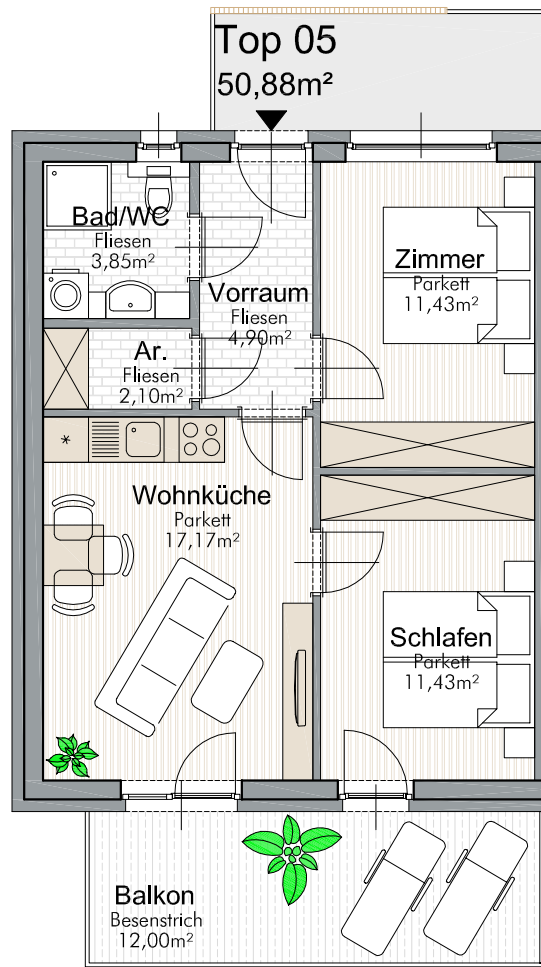 Top 05
50,88m²
Bad/WC
Fliesen
3,85m²
Zimmer
Parkett
11,43m²
Vorraum
Fliesen
4,90m²
Ar.
Fliesen
2,10m²
*
Wohnküche
Parkett
17,17m²
Schlafen
Parkett
11,43m²
Balkon
Besenstrich
12,00m²